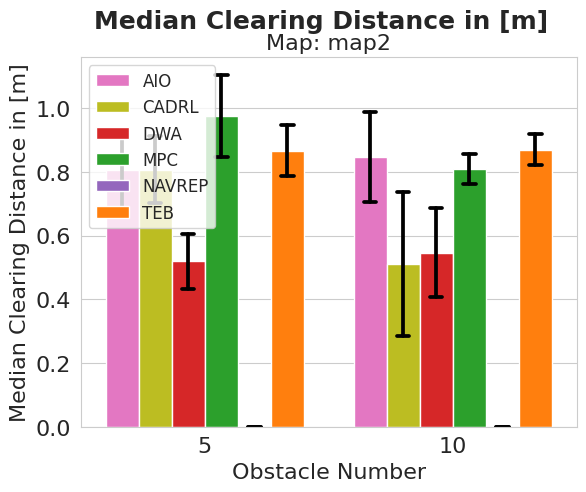 Median Clearing Distance in [m]
Map: map2
Median Clearing Distance in [m]
1.0
0.8
0.6
0.4
0.2
0.0
AIO
CADRL
DWA
MPC
NAVREP
TEB
5
10
Obstacle Number